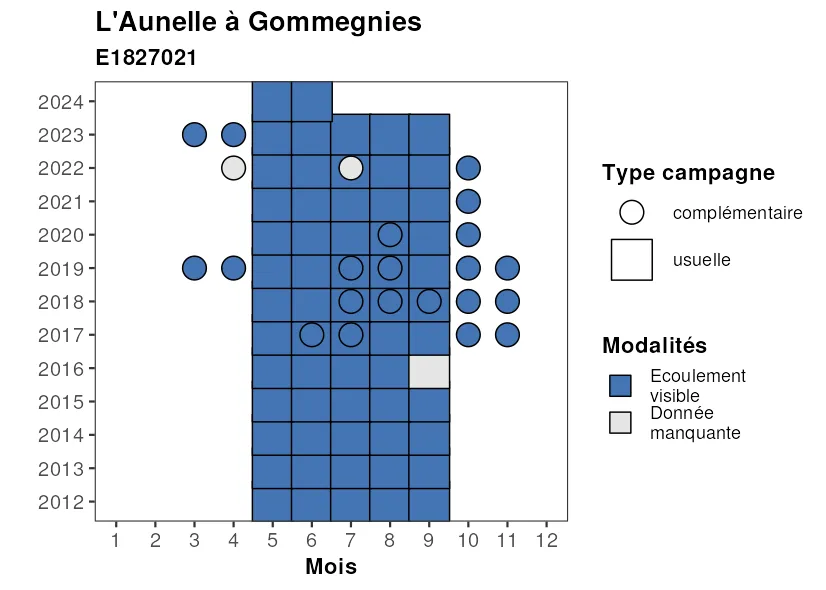 L'Aunelle à Gommegnies
E1827021
2024
2023
2022
2021
2020
2019
2018
2017
2016
2015
2014
2013
2012
1 2 3 4 5 6 7 8 9 10 11 12
Mois
Type campagne
complémentaire
usuelle
Modalités
Ecoulement
visible
Donnée
manquante